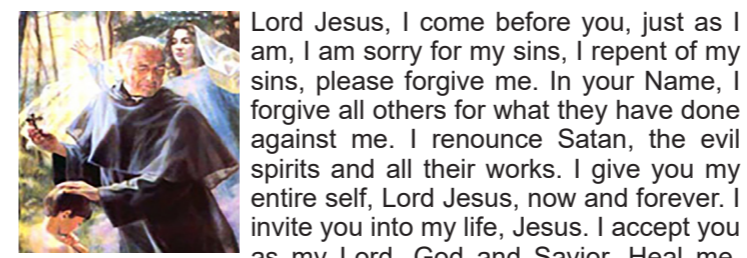 Lord Jesus, I come before you, just as I
am, I am sorry for my sins, I repent of my
sins, please forgive me. In your Name, I
forgive all others for what they have done
against me. I renounce Satan, the evil
spirits and all their works. I give you my
entire self, Lord Jesus, now and forever. I
invite you into my life, Jesus. I accept you
as my Lord, God and Savior. Heal me,